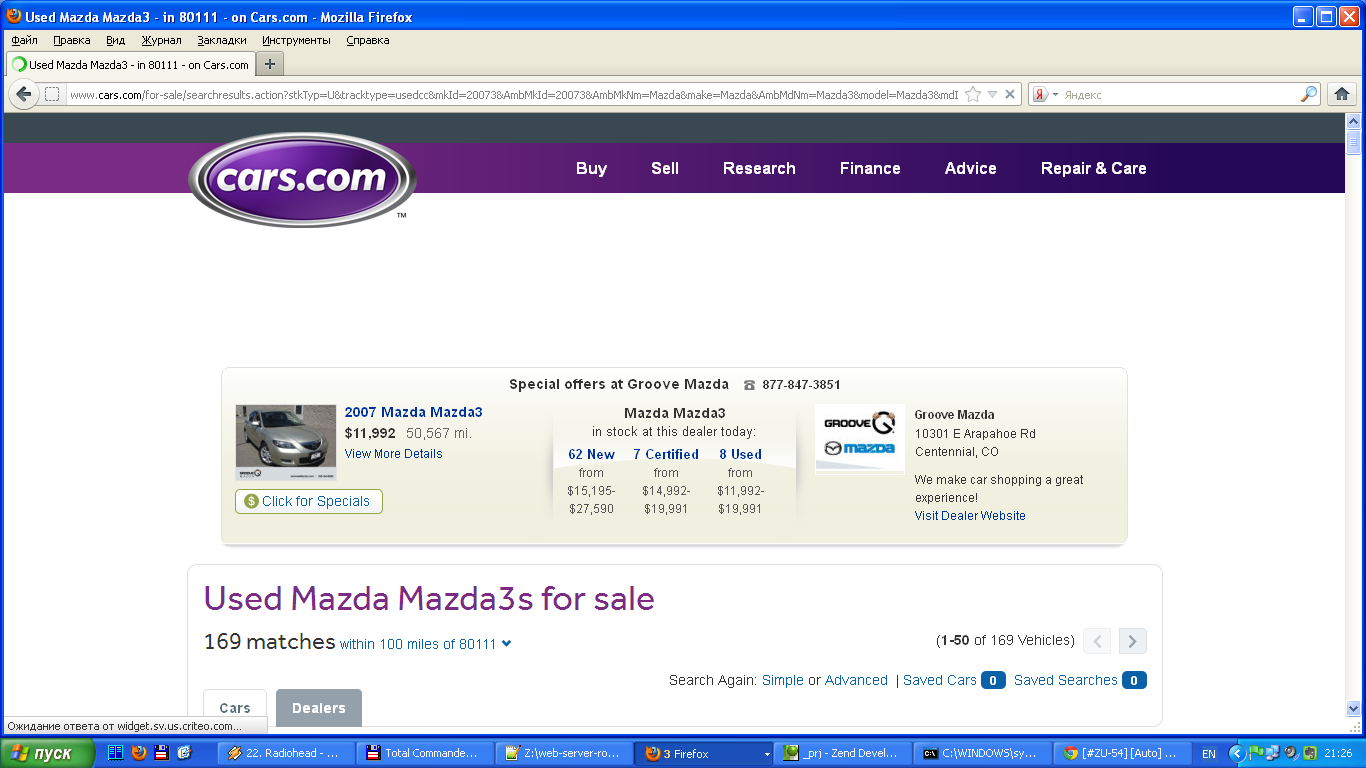 Used Mazda Mazda3 - in 80111 - on Cars.com - Mozilla Firefox
Файл Правка Вид Журнал Закладки Инструменты Справка
Used Mazda Mazda3 - in 80111 - on Cars.com
www.cars.com/for-sale/searchresults.action?stkTyp=U&tracktype=usedcc&mkId=20073&AmbMkId=20073&AmbMkNm=Mazda&make=Mazda&AmbMdNm=Mazda3&model=Mazda3&mdI
Яндекс
cars.com™
Buy Sell Research Finance Advice Repair & Care
Special offers at Groove Mazda 877-847-3851
2007 Mazda Mazda3
$11,992 50,567 mi.
View More Details
Click for Specials
Mazda Mazda3
in stock at this dealer today:
62 New 7 Certified 8 Used
from from from
$15,195- $14,992- $11,992-
$27,590 $19,991 $19,991
GROOVE
mazda
Groove Mazda
10301 E Arapahoe Rd
Centennial, CO
We make car shopping a great
experience!
Visit Dealer Website
Used Mazda Mazda3s for sale
169 matches within 100 miles of 80111
(1-50 of 169 Vehicles)
Search Again: Simple or Advanced | Saved Cars 0 Saved Searches 0
Cars Dealers
Ожидание ответа от widget.sv.us.criteo.com...
пуск
22. Radiohead - ...
Total Commande...
Z:\web-server-ro...
3 Firefox
_prj - Zend Devel...
C:\WINDOWS\sy...
[#ZU-54] [Auto] ...
EN
21:26